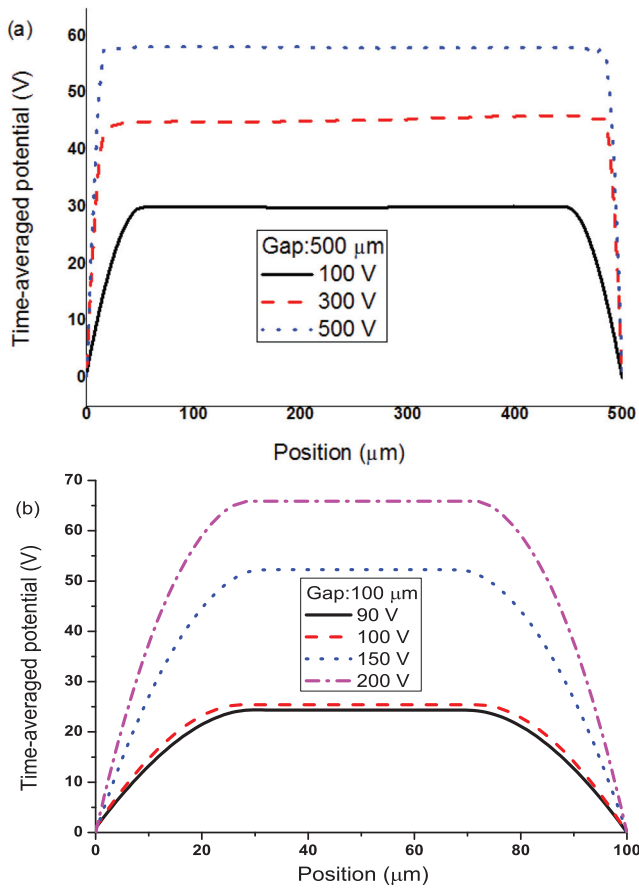 (a)
60
50
40
30
20
10
0
Time-averaged potential (V)
Gap:500 μm
100 V
300 V
500 V
0 100 200 300 400 500
Position (μm)
(b)
70
60
50
40
30
20
10
0
Time-averaged potential (V)
Gap:100 μm
90 V
100 V
150 V
200 V
0 20 40 60 80 100
Position (μm)